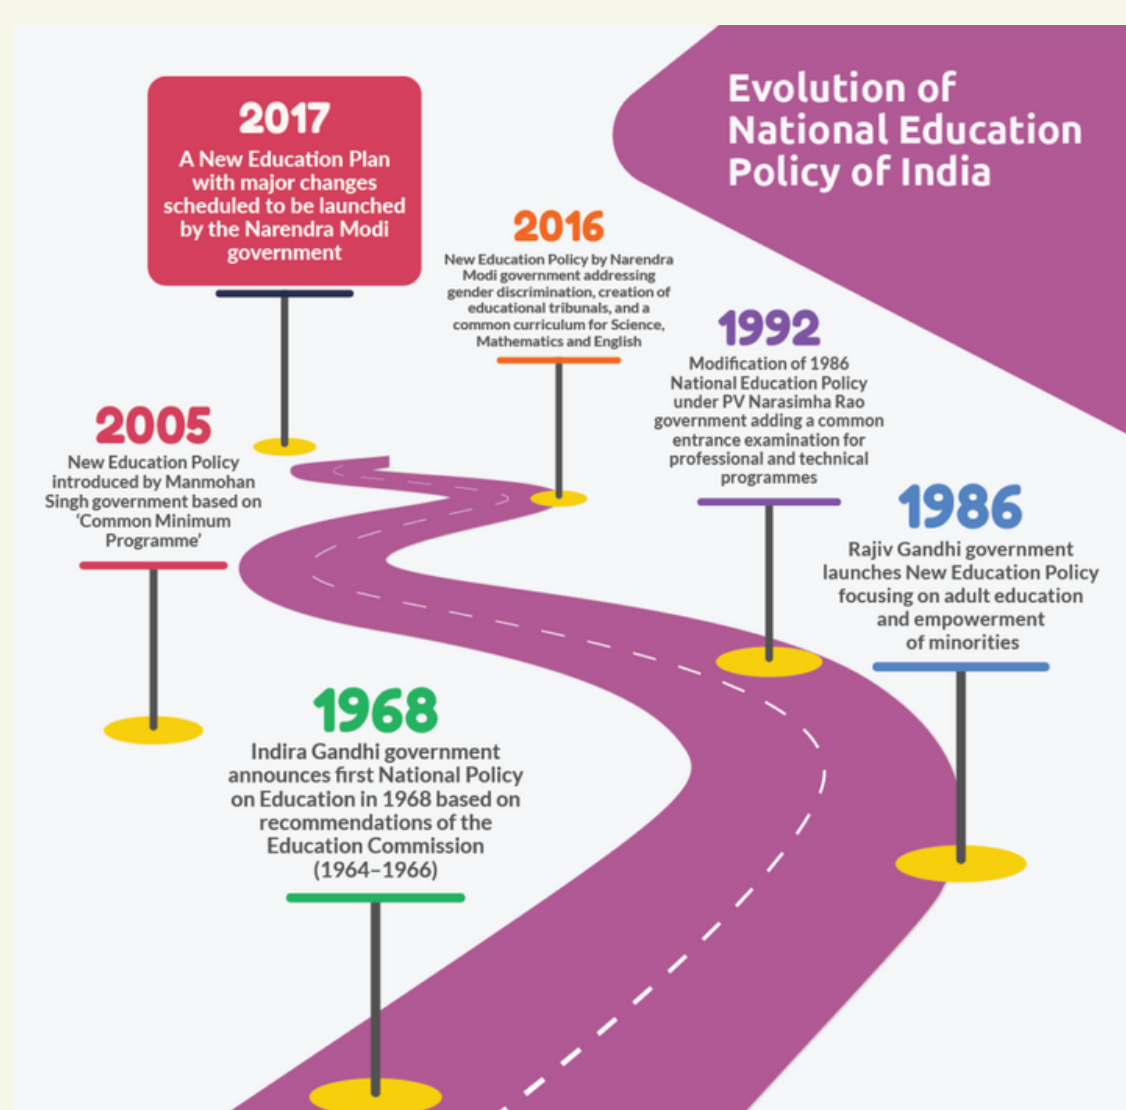 Evolution of
National Education
Policy of India
2017
A New Education Plan
with major changes
scheduled to be launched
by the Narendra Modi
government
2016
New Education Policy by Narendra
Modi government addressing
gender discrimination, creation of
educational tribunals, and a
common curriculum for Science,
Mathematics and English
1992
Modification of 1986
National Education Policy
under PV Narasimha Rao
government adding a common
entrance examination for
professional and technical
programmes
2005
New Education Policy
introduced by Manmohan
Singh government based on
‘Common Minimum
Programme’
1986
Rajiv Gandhi government
launches New Education Policy
focusing on adult education
and empowerment
of minorities
1968
Indira Gandhi government
announces first National Policy
on Education in 1968 based on
recommendations of the
Education Commission
(1964–1966)